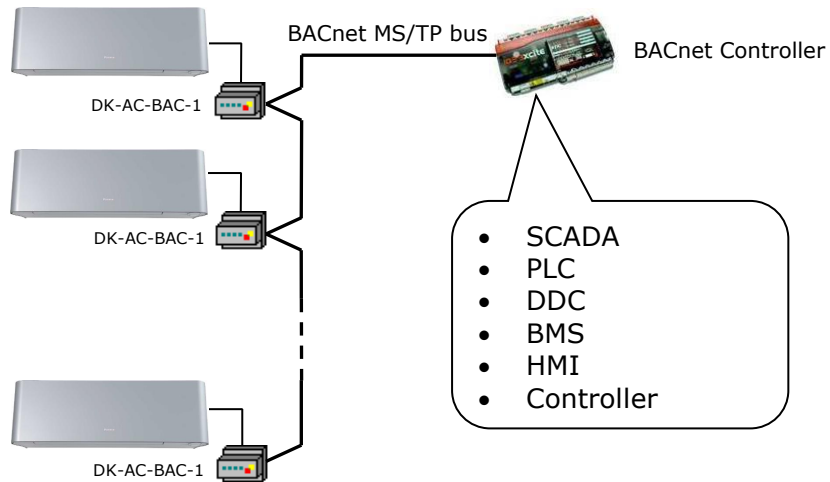 BACnet MS/TP bus
BACnet Controller
DK-AC-BAC-1
DK-AC-BAC-1
• SCADA
• PLC
• DDC
• BMS
• HMI
• Controller
DK-AC-BAC-1